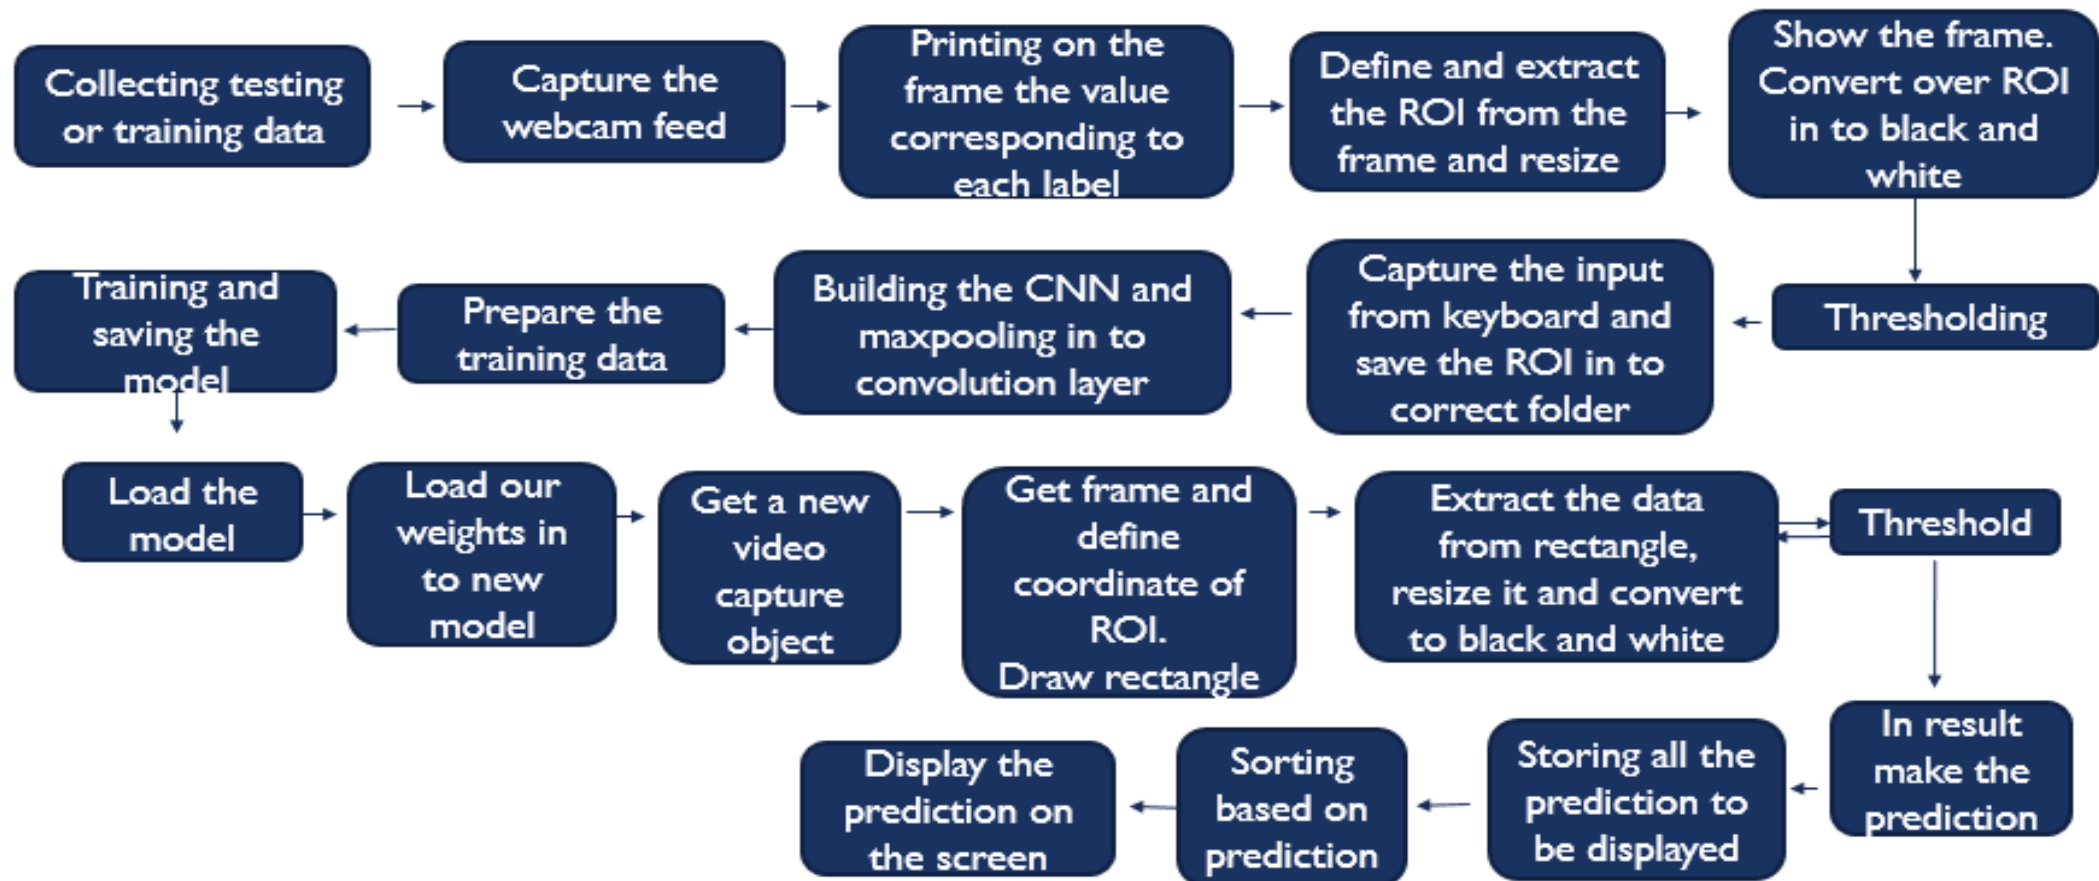 Collecting testing
or training data
Capture the
webcam feed
Printing on the
frame the value
corresponding to
each label
Define and extract
the ROI from the
frame and resize
Show the frame.
Convert over ROI
in to black and
white
Thresholding
Capture the input
from keyboard and
save the ROI in to
correct folder
Building the CNN and
maxpooling in to
convolution layer
Prepare the
training data
Training and
saving the
model
Load the
model
Load our
weights in
to new
model
Get a new
video
capture
object
Get frame and
define
coordinate of
ROI.
Draw rectangle
Extract the data
from rectangle,
resize it and convert
to black and white
Threshold
In result
make the
prediction
Storing all the
prediction to
be displayed
Sorting
based on
prediction
Display the
prediction on
the screen